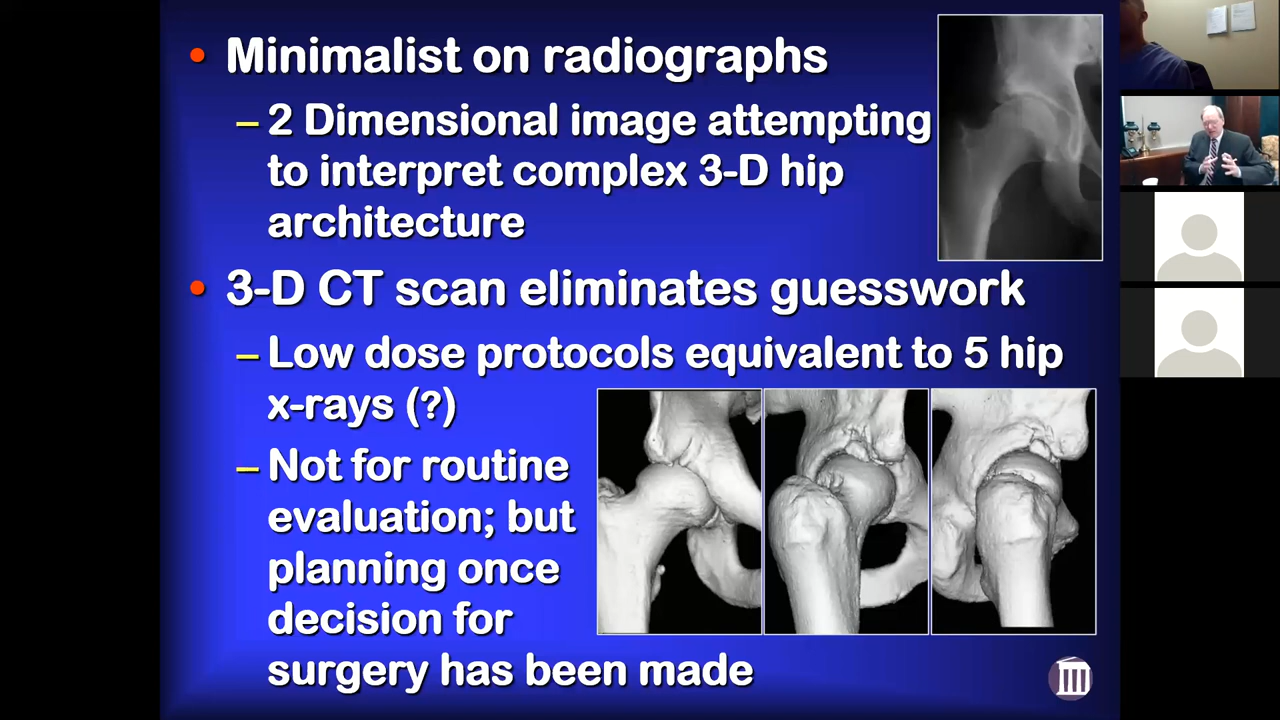 • Minimalist on radiographs
– 2 Dimensional image attempting
to interpret complex 3-D hip
architecture
• 3-D CT scan eliminates guesswork
– Low dose protocols equivalent to 5 hip
x-rays (?)
– Not for routine
evaluation; but
planning once
decision for
surgery has been made